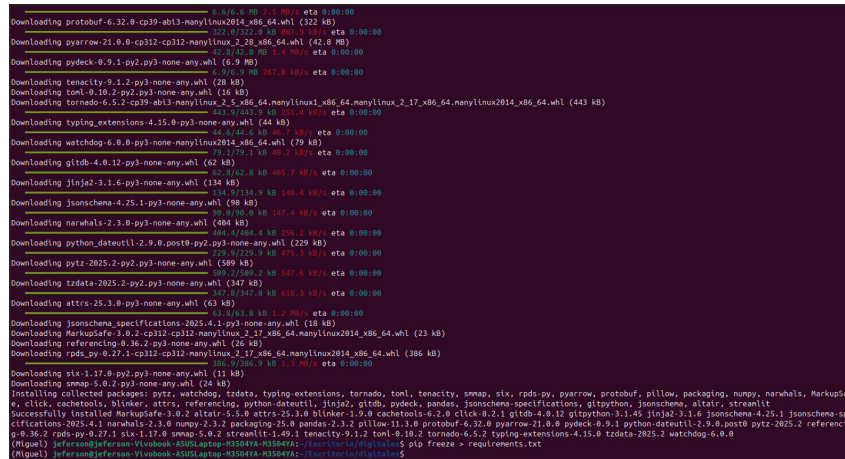 6.6/6.6 MB 2.5 MB/s eta 0:00:00
Downloading protobuf-6.32.0-cp39-abi3-manylinux2014_x86_64.whl (322 kB)
322.0/322.0 kB 887.9 kB/s eta 0:00:00
Downloading pyarrow-21.0.0-cp312-cp312-manylinux_2_28_x86_64.whl (42.8 MB)
42.8/42.8 MB 1.4 MB/s eta 0:00:00
Downloading pydeck-0.9.1-py2.py3-none-any.whl (6.9 MB)
6.9/6.9 MB 267.8 kB/s eta 0:00:00
Downloading tenacity-9.1.2-py3-none-any.whl (28 kB)
Downloading toml-0.10.2-py2.py3-none-any.whl (16 kB)
Downloading tornado-6.5.2-cp39-abi3-manylinux_2_5_x86_64.manylinux1_x86_64.manylinux_2_17_x86_64.manylinux2014_x86_64.whl (443 kB)
443.9/443.9 kB 251.4 kB/s eta 0:00:00
Downloading typing_extensions-4.15.0-py3-none-any.whl (44 kB)
44.6/44.6 kB 46.7 kB/s eta 0:00:00
Downloading watchdog-6.0.0-py3-none-manylinux2014_x86_64.whl (79 kB)
79.1/79.1 kB 40.2 kB/s eta 0:00:00
Downloading gitdb-4.0.12-py3-none-any.whl (62 kB)
62.8/62.8 kB 485.7 kB/s eta 0:00:00
Downloading jinja2-3.1.6-py3-none-any.whl (134 kB)
134.9/134.9 kB 140.4 kB/s eta 0:00:00
Downloading jsonschema-4.25.1-py3-none-any.whl (90 kB)
90.0/90.0 kB 147.4 kB/s eta 0:00:00
Downloading narwhals-2.3.0-py3-none-any.whl (404 kB)
404.4/404.4 kB 256.2 kB/s eta 0:00:00
Downloading python_dateutil-2.9.0.post0-py2.py3-none-any.whl (229 kB)
229.9/229.9 kB 475.3 kB/s eta 0:00:00
Downloading pytz-2025.2-py2.py3-none-any.whl (509 kB)
509.2/509.2 kB 547.6 kB/s eta 0:00:00
Downloading tzdata-2025.2-py2.py3-none-any.whl (347 kB)
347.8/347.8 kB 618.3 kB/s eta 0:00:00
Downloading attrs-25.3.0-py3-none-any.whl (63 kB)
63.8/63.8 kB 1.2 MB/s eta 0:00:00
Downloading jsonschema_specifications-2025.4.1-py3-none-any.whl (18 kB)
Downloading MarkupSafe-3.0.2-cp312-cp312-manylinux_2_17_x86_64.manylinux2014_x86_64.whl (23 kB)
Downloading referencing-0.36.2-py3-none-any.whl (26 kB)
Downloading rpds_py-0.27.1-cp312-cp312-manylinux_2_17_x86_64.manylinux2014_x86_64.whl (386 kB)
386.9/386.9 kB 1.3 MB/s eta 0:00:00
Downloading six-1.17.0-py2.py3-none-any.whl (11 kB)
Downloading smmap-5.0.2-py3-none-any.whl (24 kB)
Installing collected packages: pytz, watchdog, tzdata, typing-extensions, tornado, toml, tenacity, smmap, six, rpds-py, pyarrow, protobuf, pillow, packaging, numpy, narwhals, MarkupSa
e, click, cachetools, blinker, attrs, referencing, python-dateutil, jinja2, gitdb, pydeck, pandas, jsonschema-specifications, gitpython, jsonschema, altair, streamlit
Successfully installed MarkupSafe-3.0.2 altair-5.5.0 attrs-25.3.0 blinker-1.9.0 cachetools-6.2.0 click-8.2.1 gitdb-4.0.12 gitpython-3.1.45 jinja2-3.1.6 jsonschema-4.25.1 jsonschema-sp
cifications-2025.4.1 narwhals-2.3.0 numpy-2.3.2 packaging-25.0 pandas-2.3.2 pillow-11.3.0 protobuf-6.32.0 pyarrow-21.0.0 pydeck-0.9.1 python-dateutil-2.9.0.post0 pytz-2025.2 referenci
g-0.36.2 rpds-py-0.27.1 six-1.17.0 smmap-5.0.2 streamlit-1.49.1 tenacity-9.1.2 toml-0.10.2 tornado-6.5.2 typing-extensions-4.15.0 tzdata-2025.2 watchdog-6.0.0
(Miguel) jeferson@jeferson-Vivobook-ASUSLaptop-M3504YA-M3504YA:~/Escritorio/digitales$ pip freeze > requirements.txt
(Miguel) jeferson@jeferson-Vivobook-ASUSLaptop-M3504YA-M3504YA:~/Escritorio/digitales$